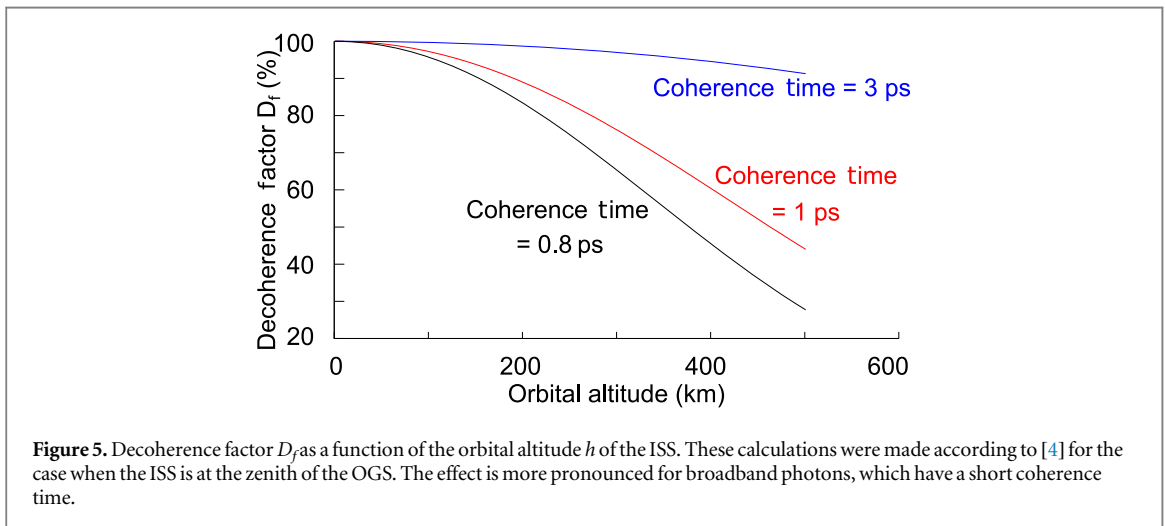 Decoherence factor D_f (%)
100
80
60
40
20
0
200
400
600
Orbital altitude (km)
Coherence time = 3 ps
Coherence time
= 1 ps
Coherence time
= 0.8 ps
Figure 5. Decoherence factor D_f as a function of the orbital altitude h of the ISS. These calculations were made according to [4] for the
case when the ISS is at the zenith of the OGS. The effect is more pronounced for broadband photons, which have a short coherence
time.